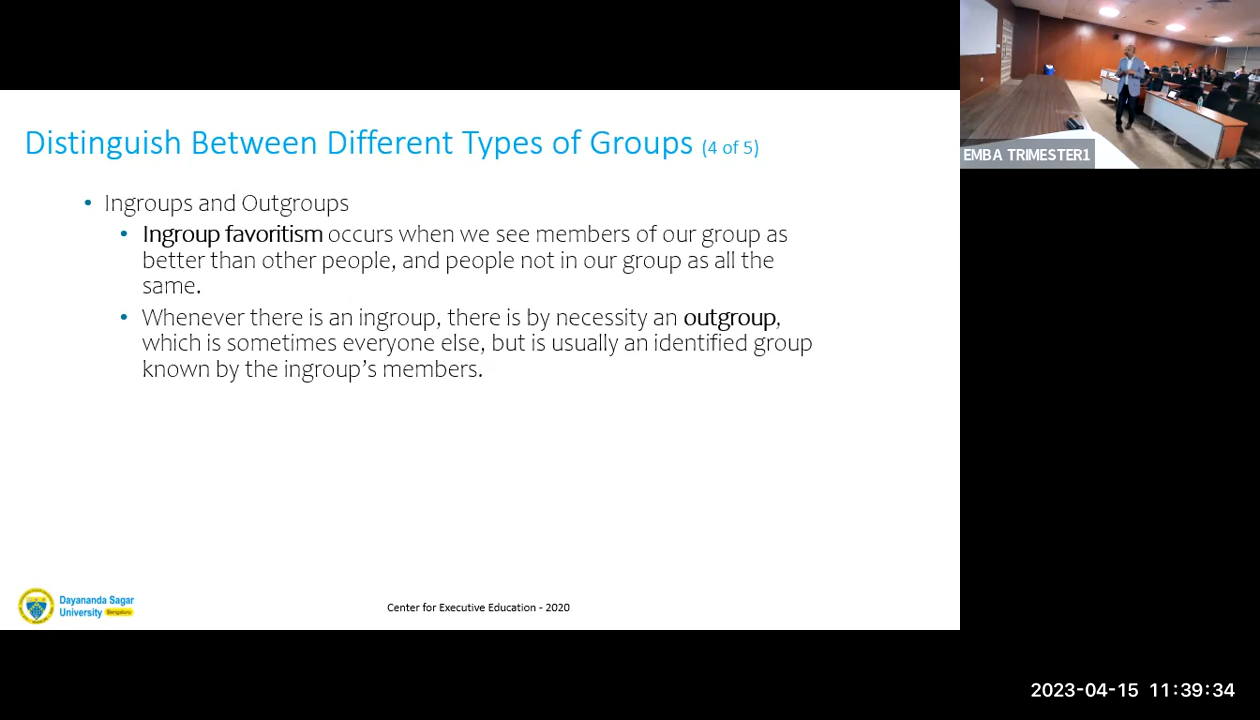 Distinguish Between Different Types of Groups (4 of 5)
• Ingroups and Outgroups
• Ingroup favoritism occurs when we see members of our group as
better than other people, and people not in our group as all the
same.
• Whenever there is an ingroup, there is by necessity an outgroup,
which is sometimes everyone else, but is usually an identified group
known by the ingroup’s members.
Dayananda Sagar
University Bengaluru
Center for Executive Education - 2020
EMBA TRIMESTER1
2023-04-15 11:39:34